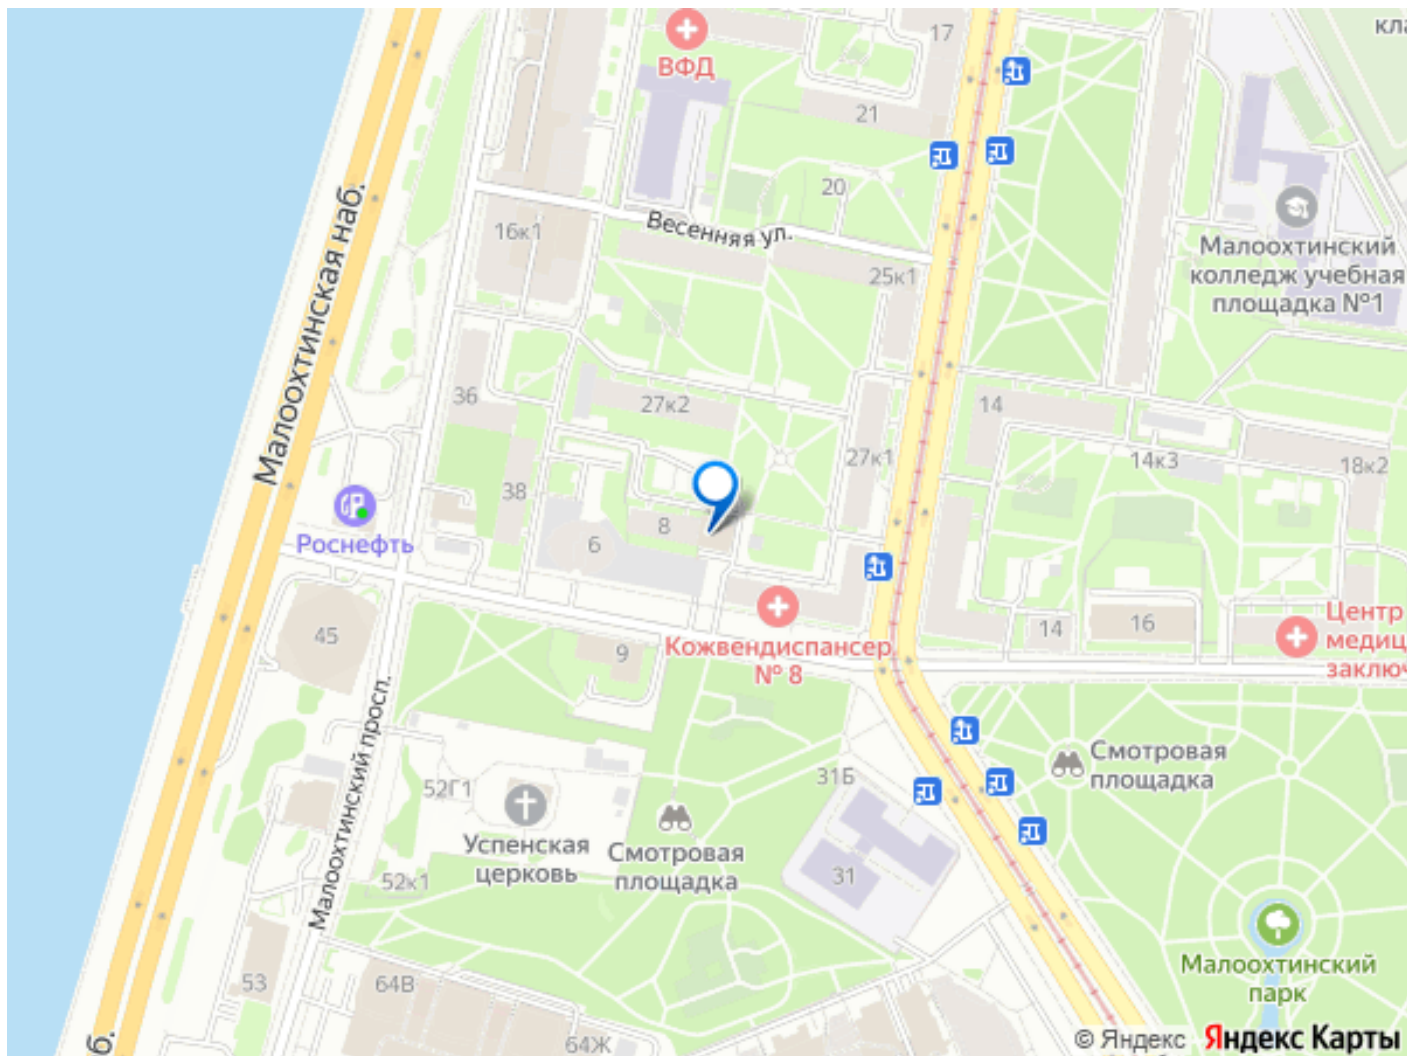 кла
17
ВФД
21
20
Весенняя ул.
16к1
25к1
Малоохтинский
колледж учебная
площадка №1
Малоохтинская наб.
36
27к2
14
27к1
14к3
18к2
38
8
6
Роснефть
45
9
Кожвендиспансер
№ 8
14
16
Центр
медиц
заключ
Малоохтинский просп.
52Г1
Успенская
церковь
Смотровая
площадка
31Б
Смотровая
площадка
31
52к1
53
64В
64Ж
Малоохтинский
парк
б.
© Яндекс Яндекс Карты